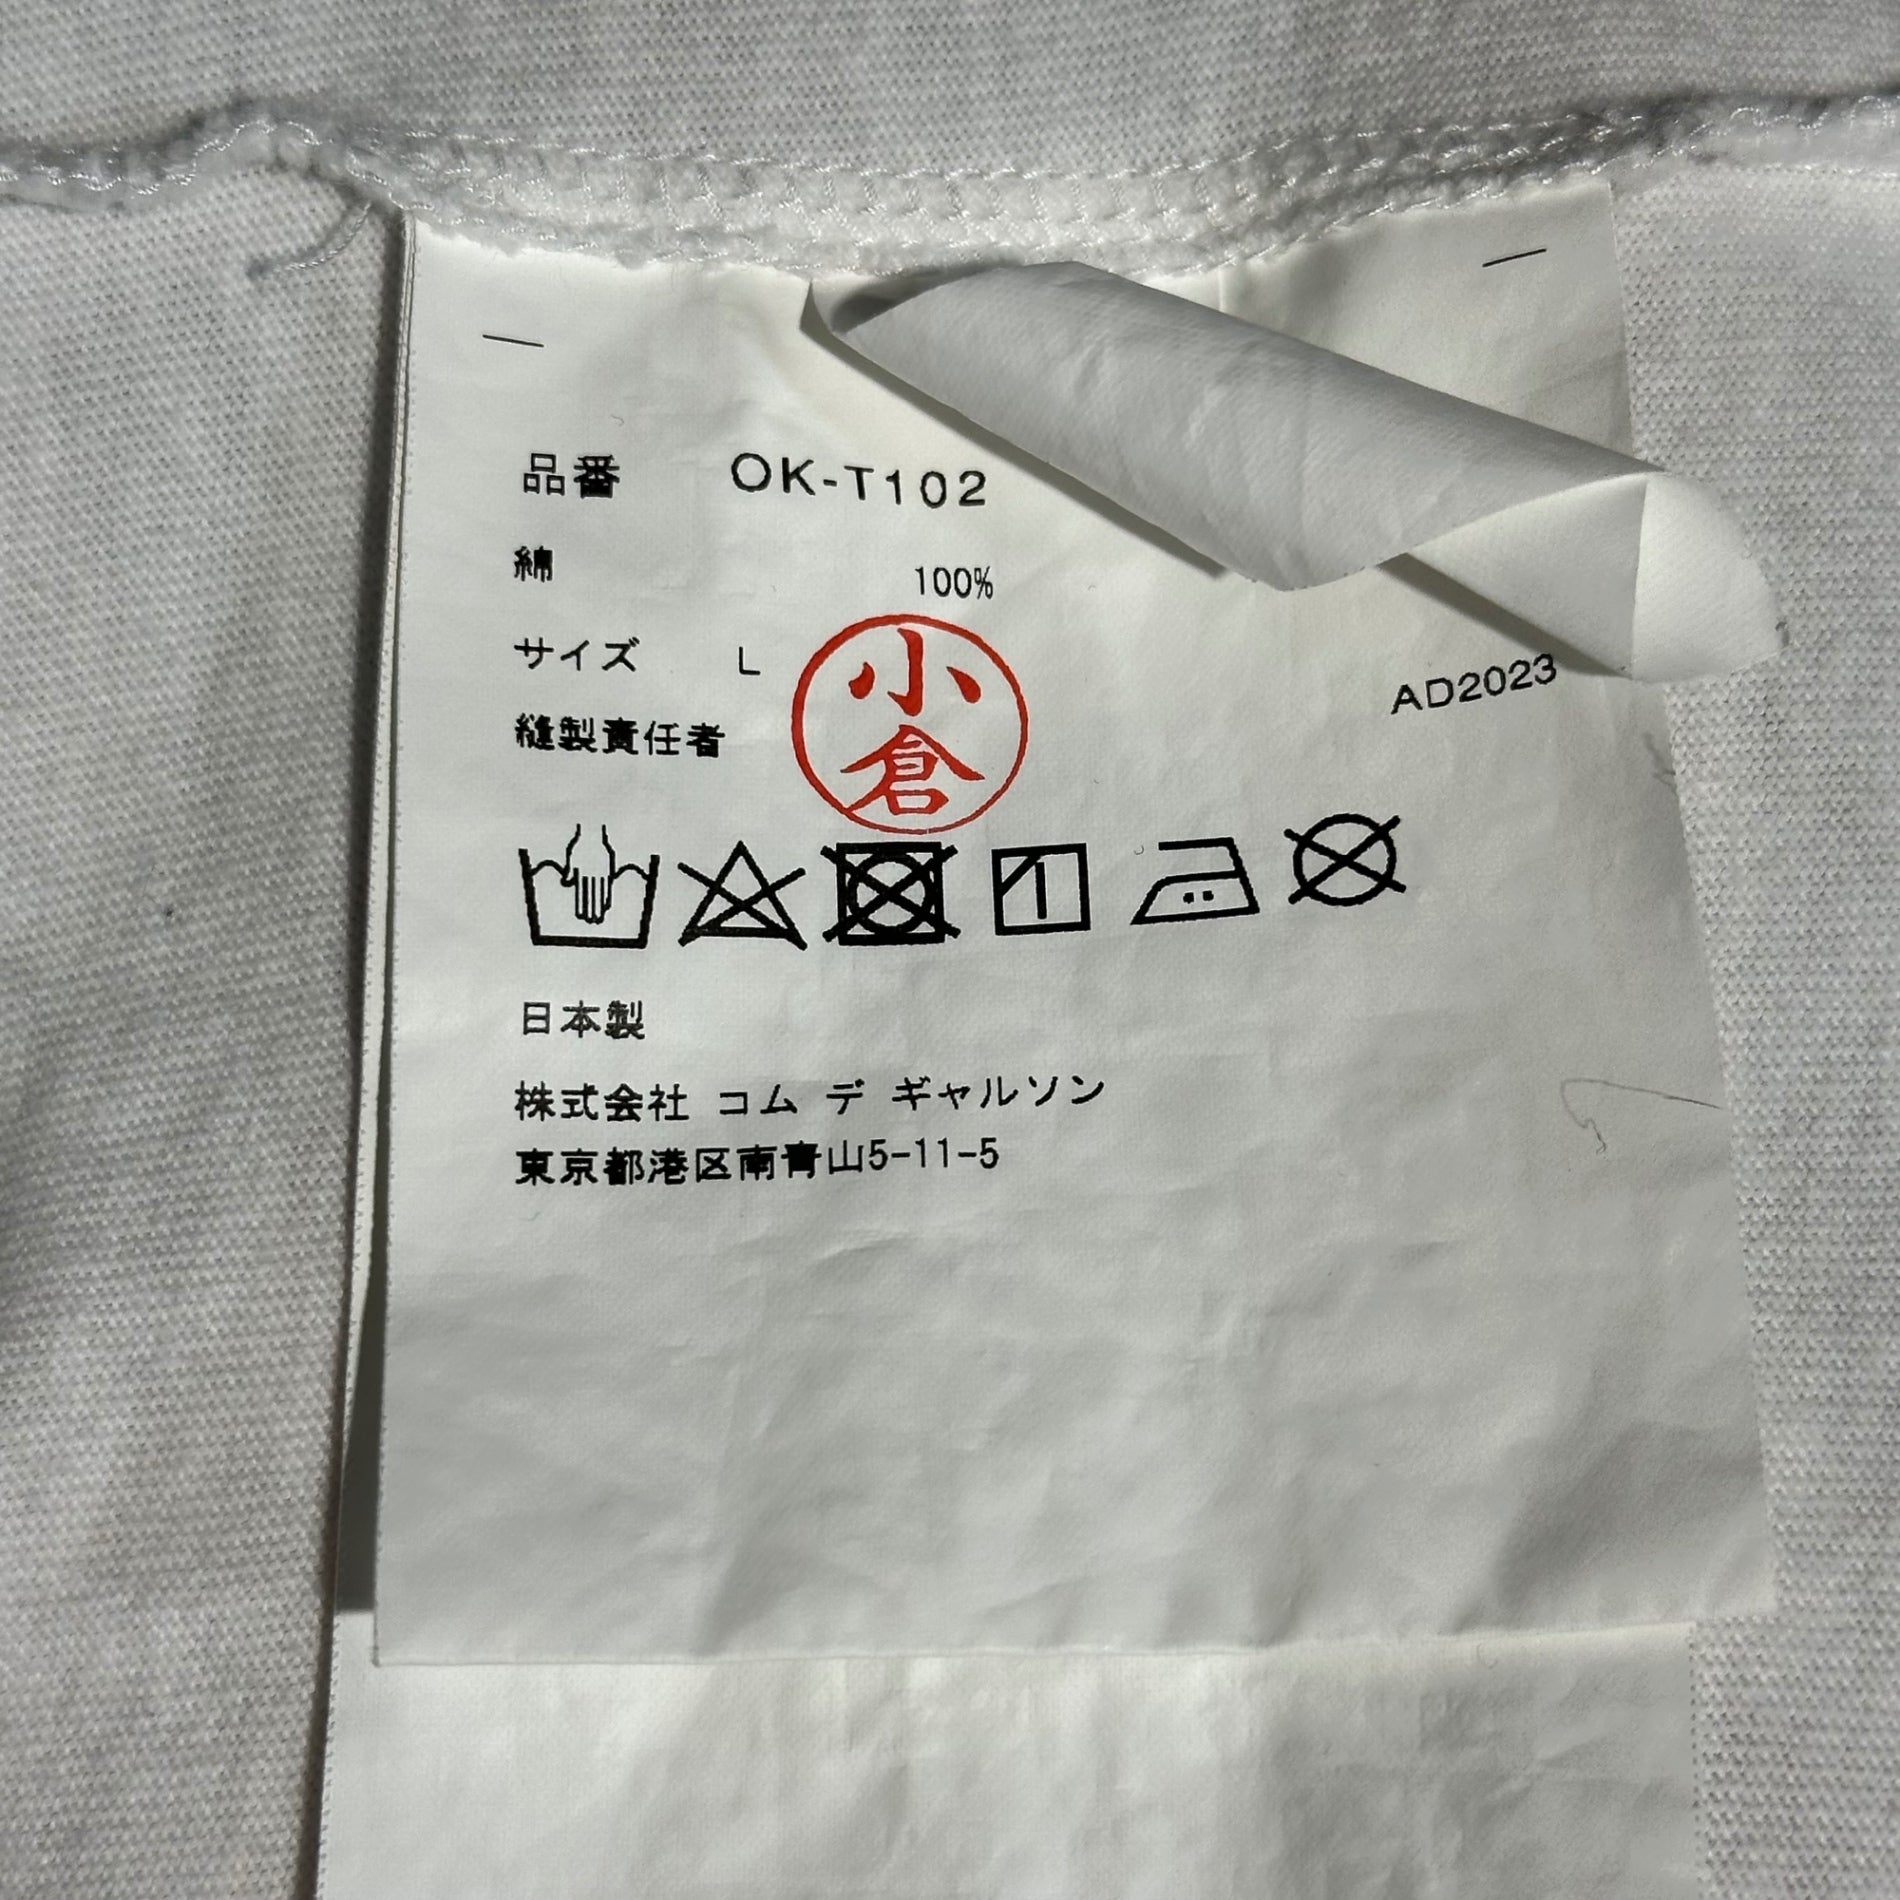 品番 OK-T102
綿 100%
サイズ L
AD2023
縫製責任者 小倉
日本製
株式会社 コム デ ギャルソン
東京都港区南青山5-11-5